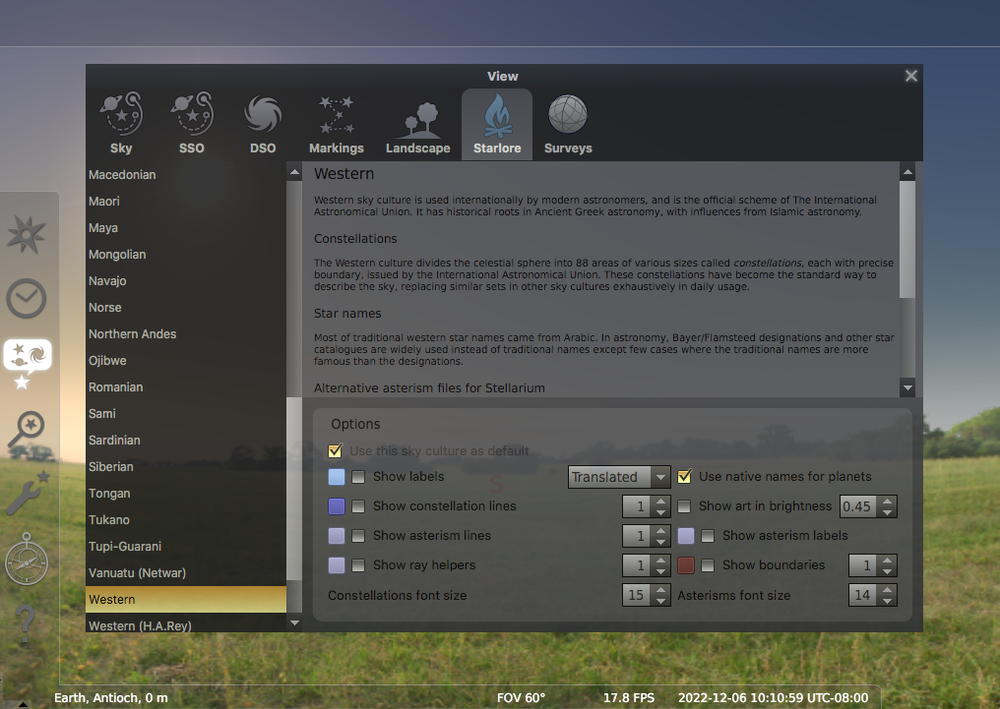 View
Sky SSO DSO Markings Landscape Starlore Surveys
Macedonian
Maori
Maya
Mongolian
Navajo
Norse
Northern Andes
Ojibwe
Romanian
Sami
Sardinian
Siberian
Tongan
Tukano
Tupi-Guarani
Vanuatu (Netwar)
Western
Western (H.A.Rey)
Western
Western sky culture is used internationally by modern astronomers, and is the official scheme of The International
Astronomical Union. It has historical roots in Ancient Greek astronomy, with influences from Islamic astronomy.
Constellations
The Western culture divides the celestial sphere into 88 areas of various sizes called constellations, each with precise
boundary, issued by the International Astronomical Union. These constellations have become the standard way to
describe the sky, replacing similar sets in other sky cultures exhaustively in daily usage.
Star names
Most of traditional western star names came from Arabic. In astronomy, Bayer/Flamsteed designations and other star
catalogues are widely used instead of traditional names except few cases where the traditional names are more
famous than the designations.
Alternative asterism files for Stellarium
Options
Use this sky culture as default
Show labels Translated Use native names for planets
S
Show constellation lines 1 Show art in brightness 0.45
Show asterism lines 1 Show asterism labels
Show ray helpers 1 Show boundaries 1
Constellations font size 15 Asterisms font size 14
Earth, Antioch, 0 m FOV 60° 17.8 FPS 2022-12-06 10:10:59 UTC-08:00